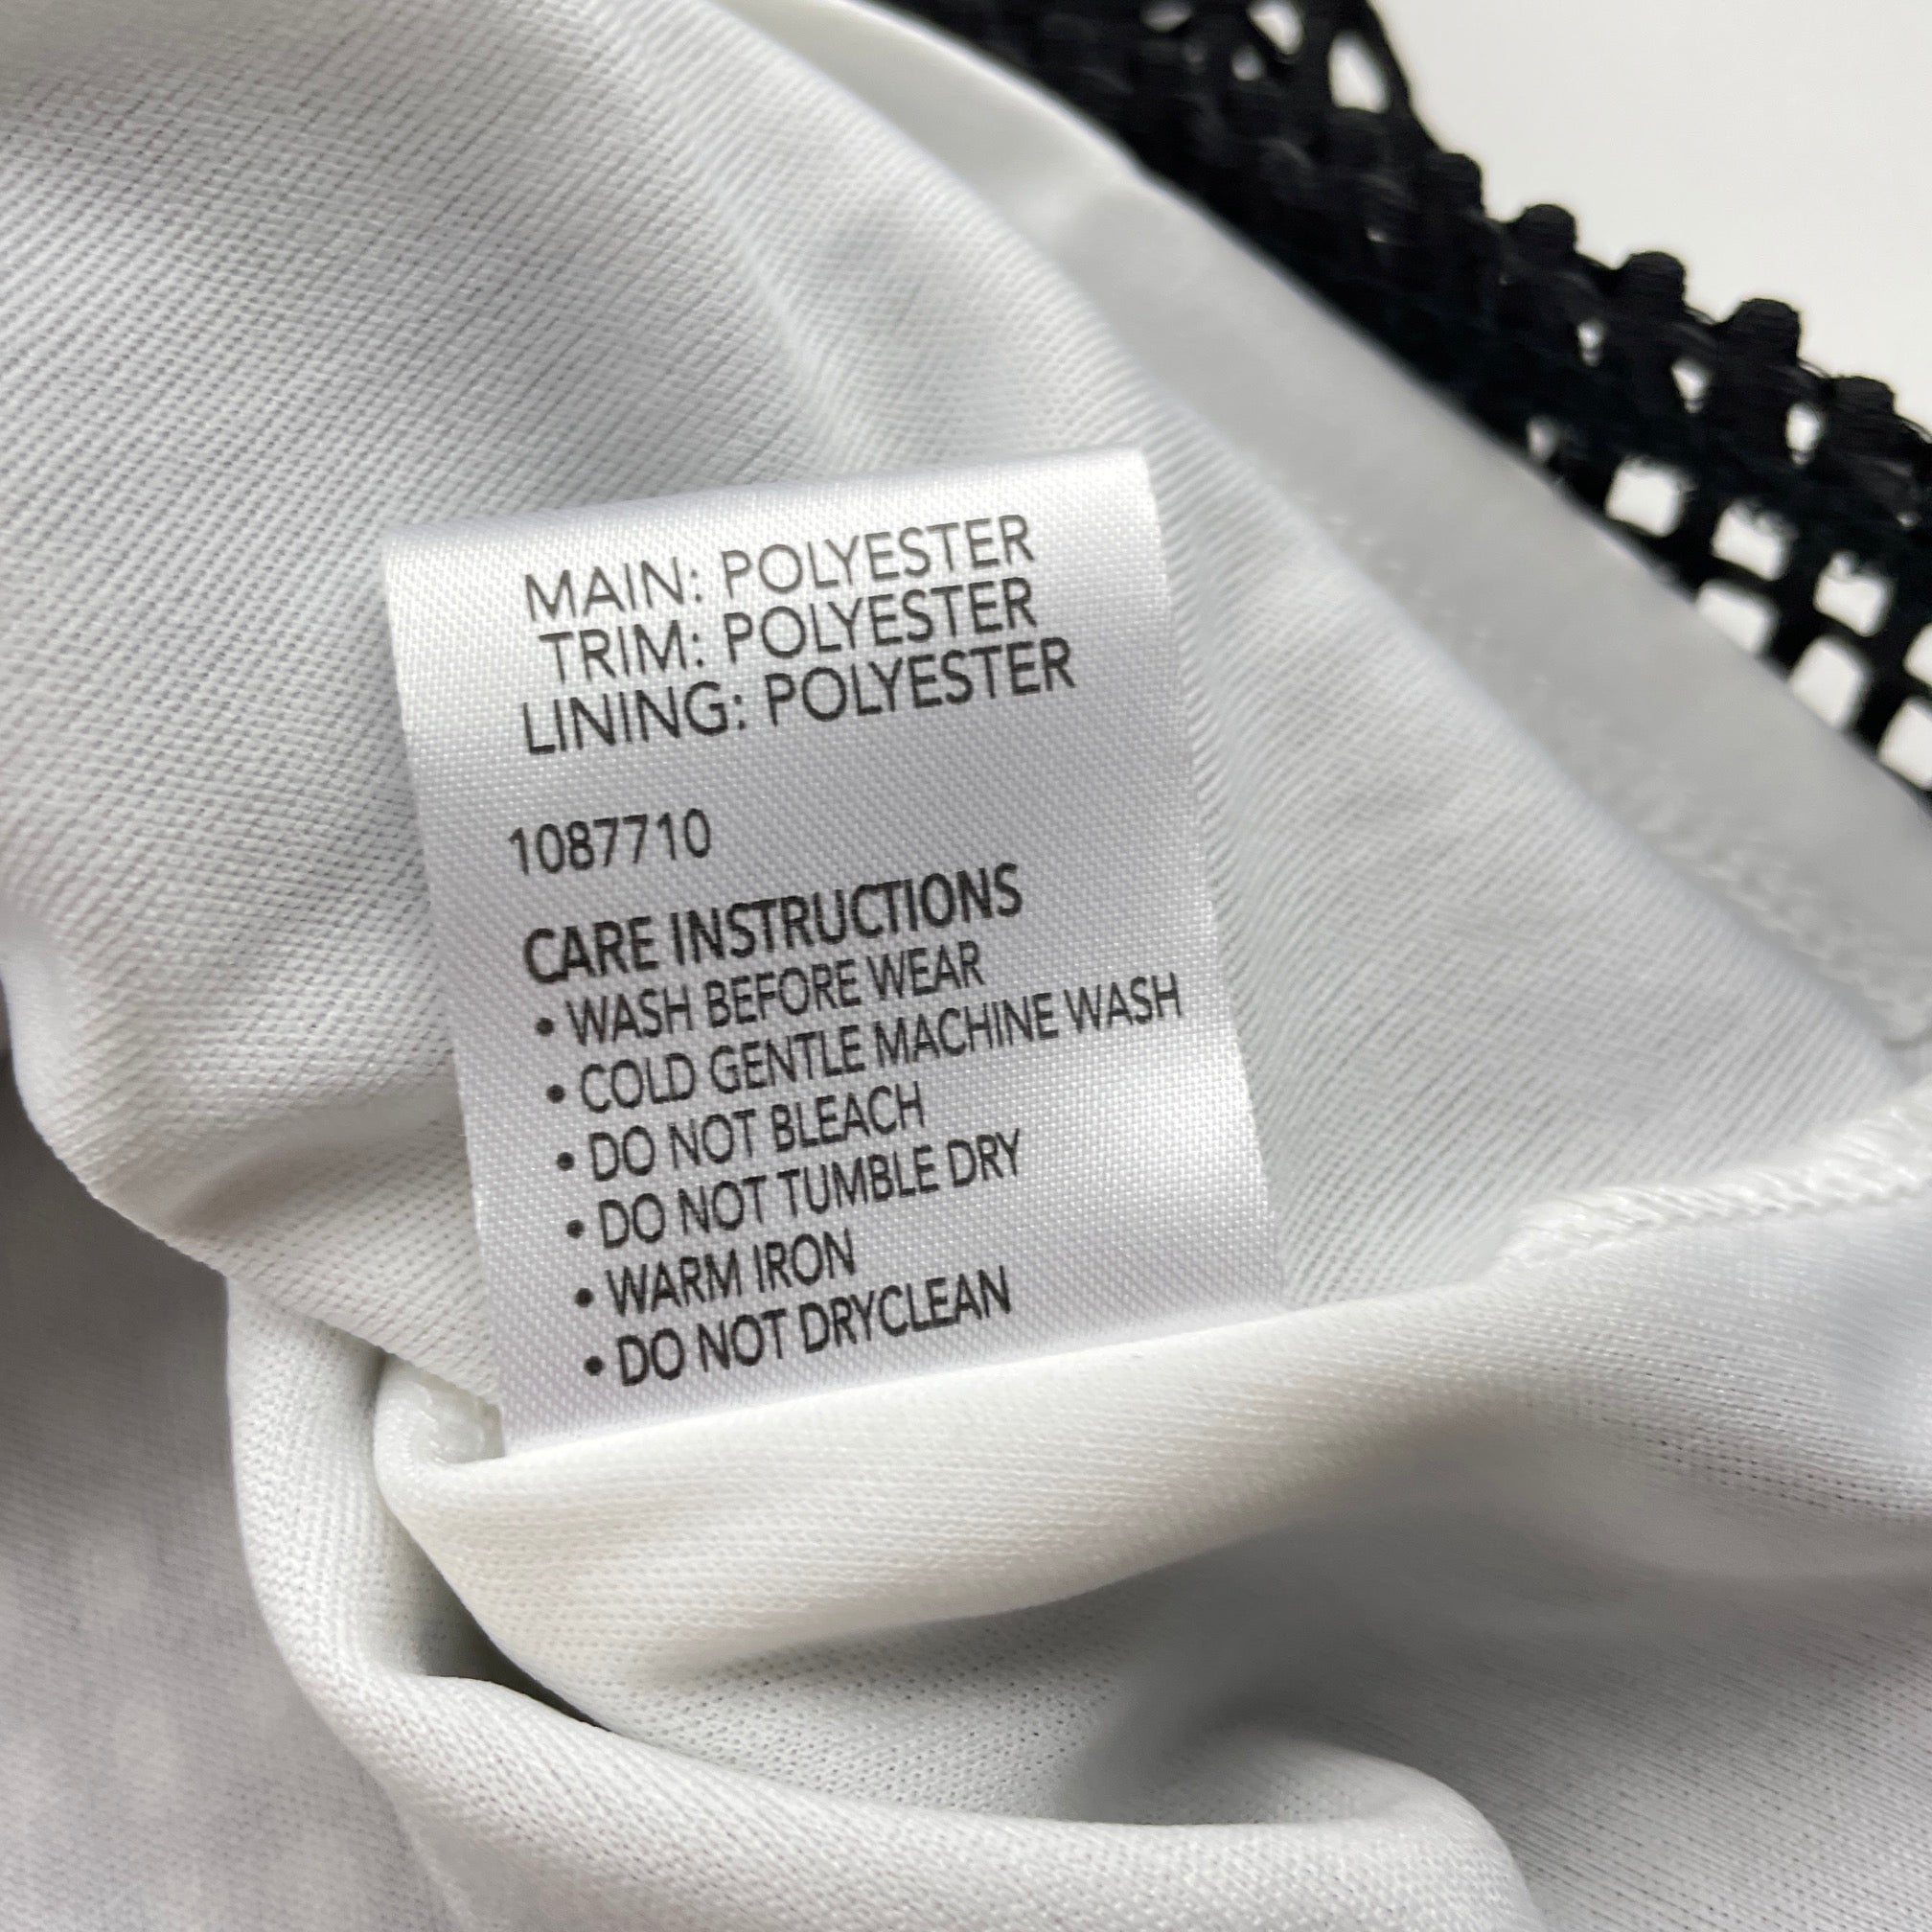 MAIN: POLYESTER
TRIM: POLYESTER
LINING: POLYESTER
1087710
CARE INSTRUCTIONS
• WASH BEFORE WEAR
• COLD GENTLE MACHINE WASH
• DO NOT BLEACH
• DO NOT TUMBLE DRY
• WARM IRON
• DO NOT DRYCLEAN